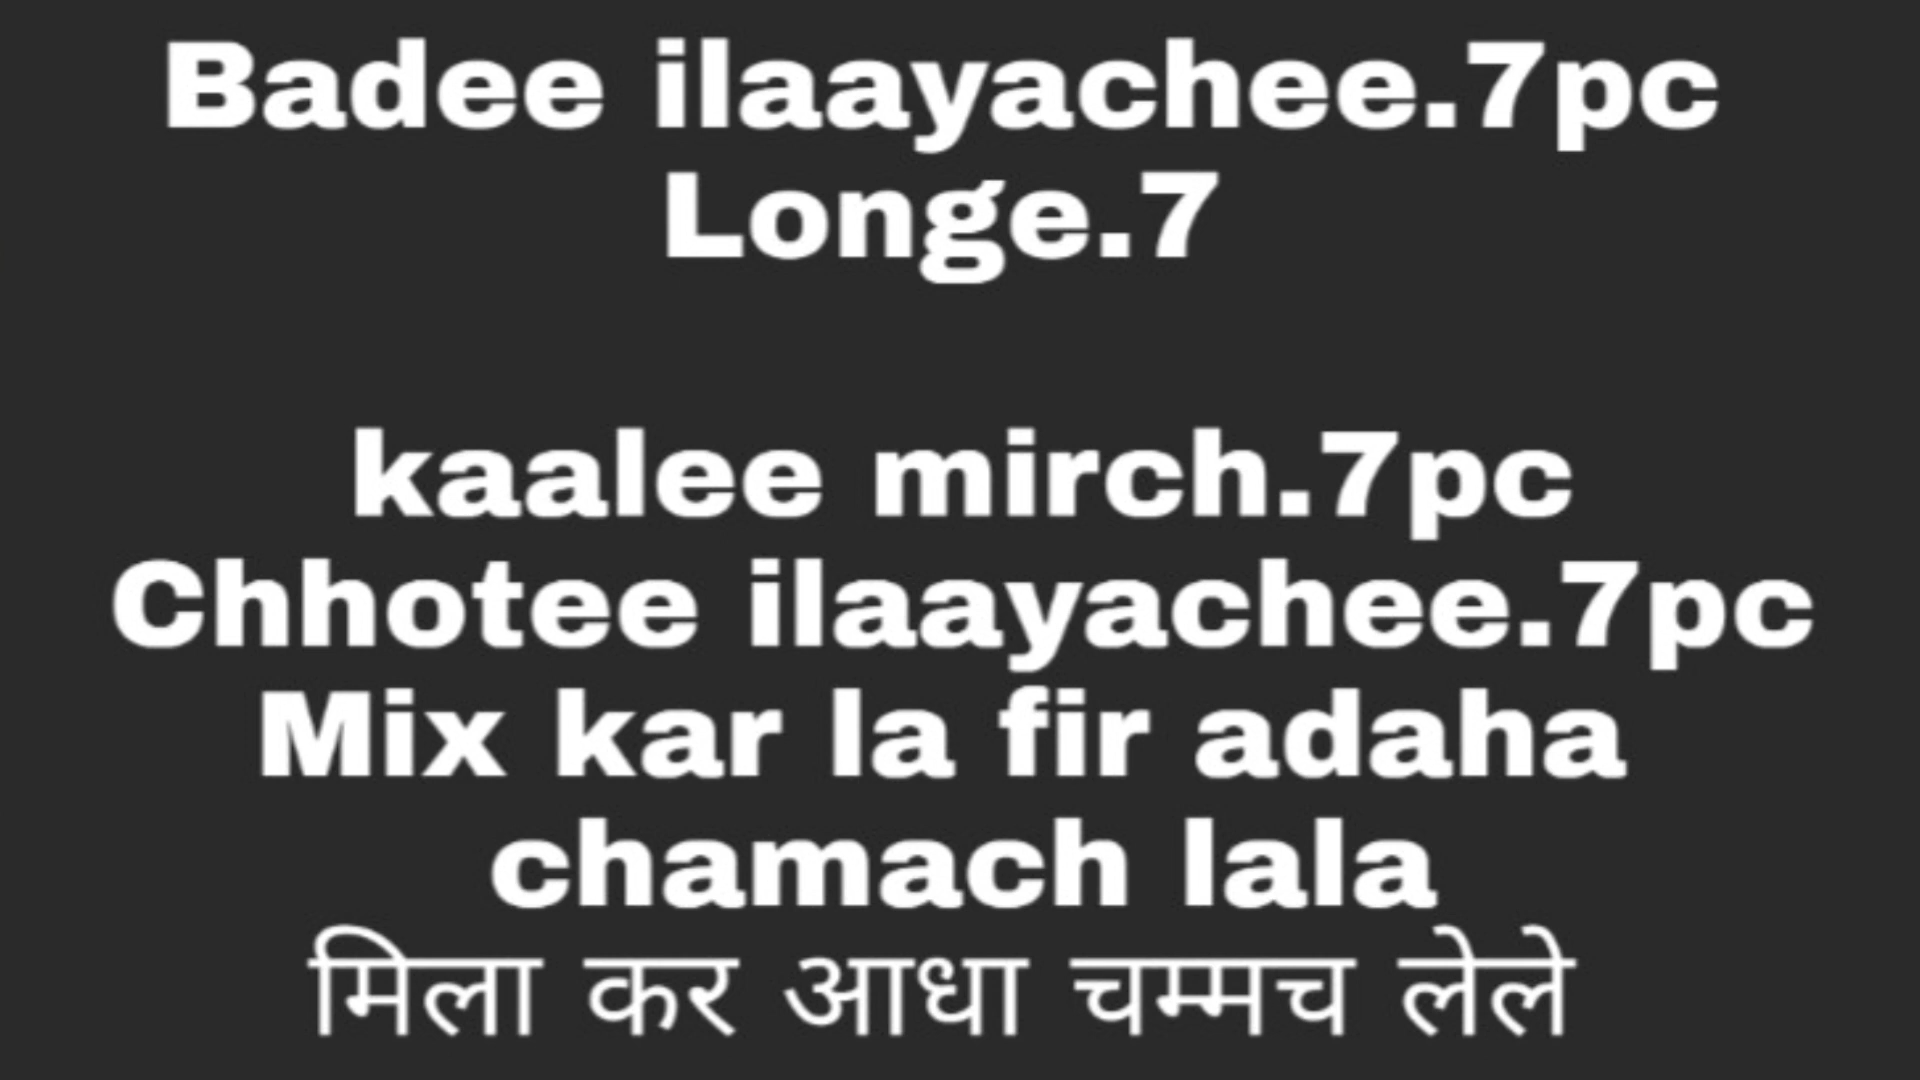 Badee ilaayachee.7pc
Longe.7
kaalee mirch.7pc
Chhotee ilaayachee.7pc
Mix kar la fir adaha
chamach lala
मिला कर आधा चम्मच लेले